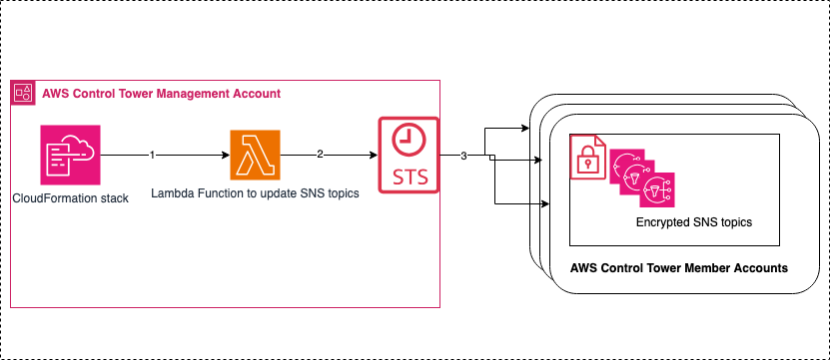 AWS Control Tower Management Account
1
2
3
STS
CloudFormation stack
Lambda Function to update SNS topics
Encrypted SNS topics
AWS Control Tower Member Accounts